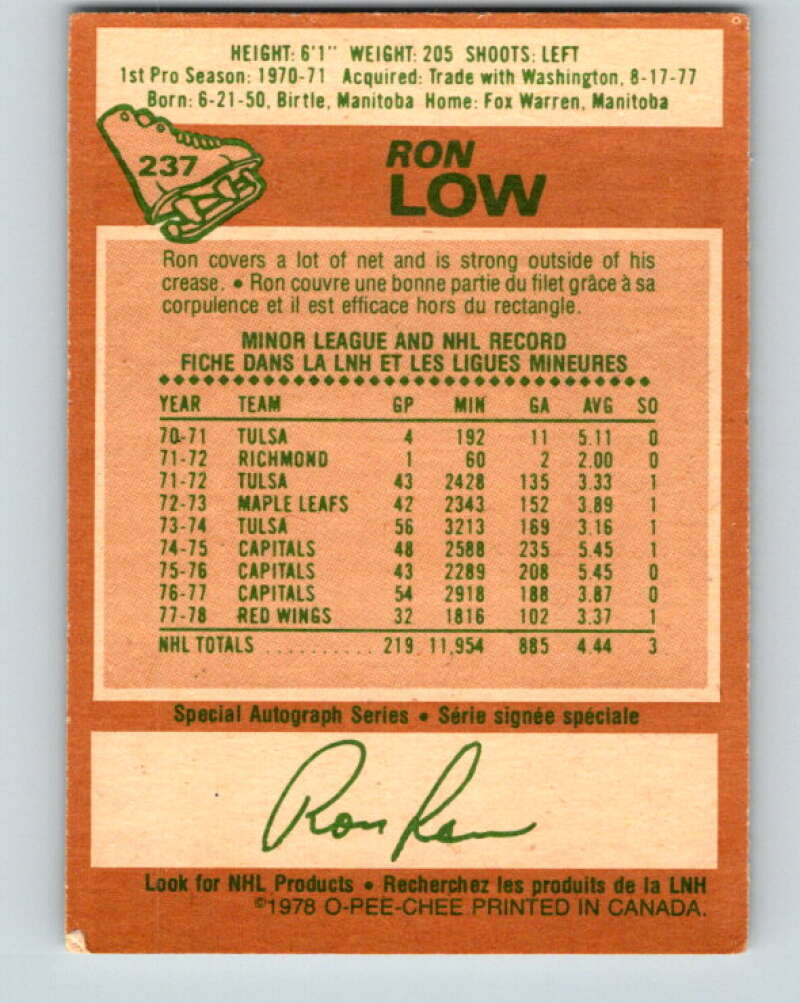 HEIGHT: 6'1" WEIGHT: 205 SHOOTS: LEFT
1st Pro Season: 1970-71 Acquired: Trade with Washington, 8-17-77
Born: 6-21-50, Birtle, Manitoba Home: Fox Warren, Manitoba
237
RON
LOW
Ron covers a lot of net and is strong outside of his
crease. • Ron couvre une bonne partie du filet grâce à sa
corpulence et il est efficace hors du rectangle.
MINOR LEAGUE AND NHL RECORD
FICHE DANS LA LNH ET LES LIGUES MINEURES
YEAR TEAM GP MIN GA AVG SO
70-71 TULSA 4 192 11 5.11 0
71-72 RICHMOND 1 60 2 2.00 0
71-72 TULSA 43 2428 135 3.33 1
72-73 MAPLE LEAFS 42 2343 152 3.89 1
73-74 TULSA 56 3213 169 3.16 1
74-75 CAPITALS 48 2588 235 5.45 1
75-76 CAPITALS 43 2289 208 5.45 0
76-77 CAPITALS 54 2918 188 3.87 0
77-78 RED WINGS 32 1816 102 3.37 1
NHL TOTALS .......... 219 11,954 885 4.44 3
Special Autograph Series • Série signée spéciale
Ron Low
Look for NHL Products • Recherchez les produits de la LNH
©1978 O-PEE-CHEE PRINTED IN CANADA.